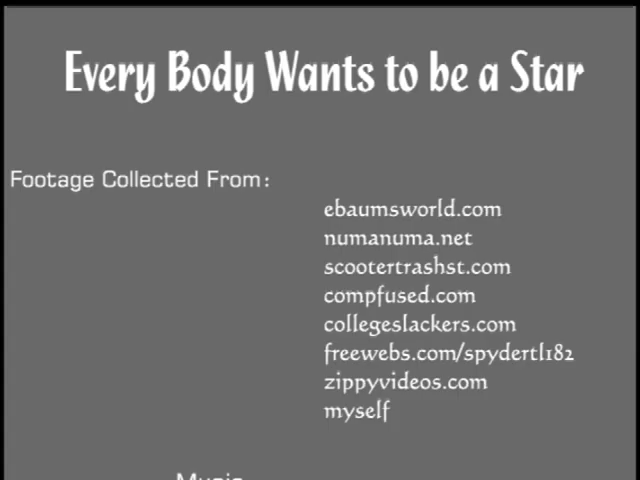 Every Body Wants to be a Star
Footage Collected From:
ebaumsworld.com
numanuma.net
scootertrashst.com
compfused.com
collegeslackers.com
freewebs.com/spydertl182
zippyvideos.com
myself
Music